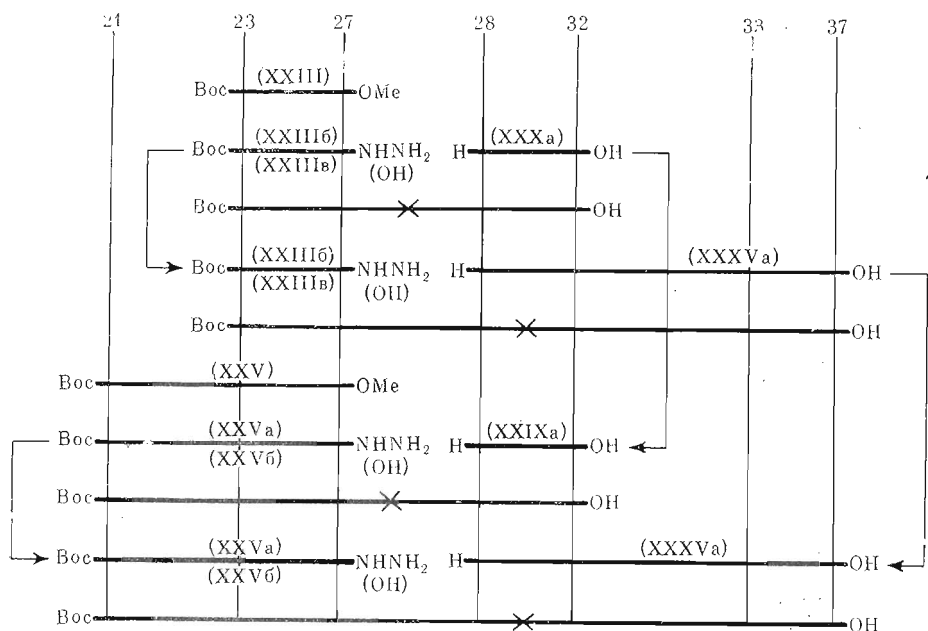 21 23 27 28 32 33 37
Boc (XXIII) OMe
Boc (XXIIIб) NHNH₂ H (XXXa) OH
(XXIIIв) (OH)
Boc OH
Boc (XXIIIб) NHNH₂ H (XXXVa) OH
(XXIIIв) (OH)
Boc OH
Boc (XXV) OMe
Boc (XXVa) NHNH₂ H (XXIXa) OH
(XXVб) (OH)
Boc OH
Boc (XXVa) NHNH₂ H (XXXVa) OH
(XXVб) (OH)
Boc OH